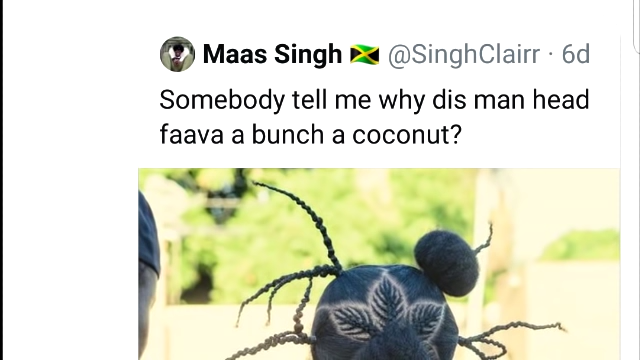 Maas Singh 🇯🇲 @SinghClairr · 6d
Somebody tell me why dis man head
faava a bunch a coconut?